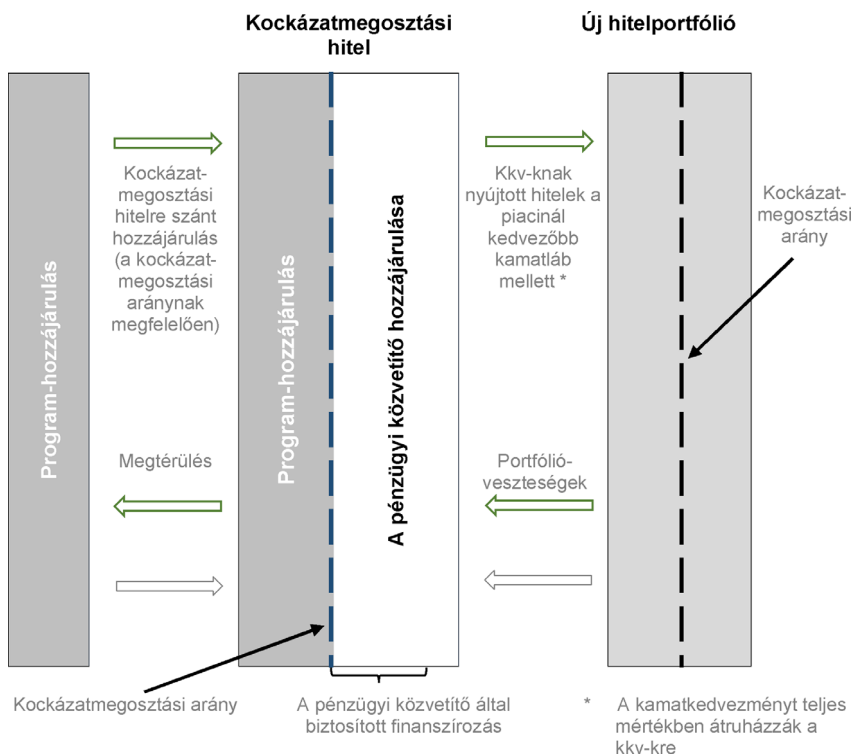 Kockázatmegosztási
hitel
Új hitelportfólió
Program-hozzájárulás
Kockázat-
megosztási
hitelre szánt
hozzájárulás
(a kockázat-
megosztási
aránynak
megfelelően)
Megtérülés
Program-hozzájárulás
A pénzügyi közvetítő hozzájárulása
Kkv-knak
nyújtott hitelek a
piacinál
kedvezőbb
kamatláb
mellett *
Portfólió-
veszteségek
Kockázat-
megosztási
arány
Kockázatmegosztási arány
A pénzügyi közvetítő által
biztosított finanszírozás
* A kamatkedvezményt teljes
mértékben átruházzák a
kkv-kre